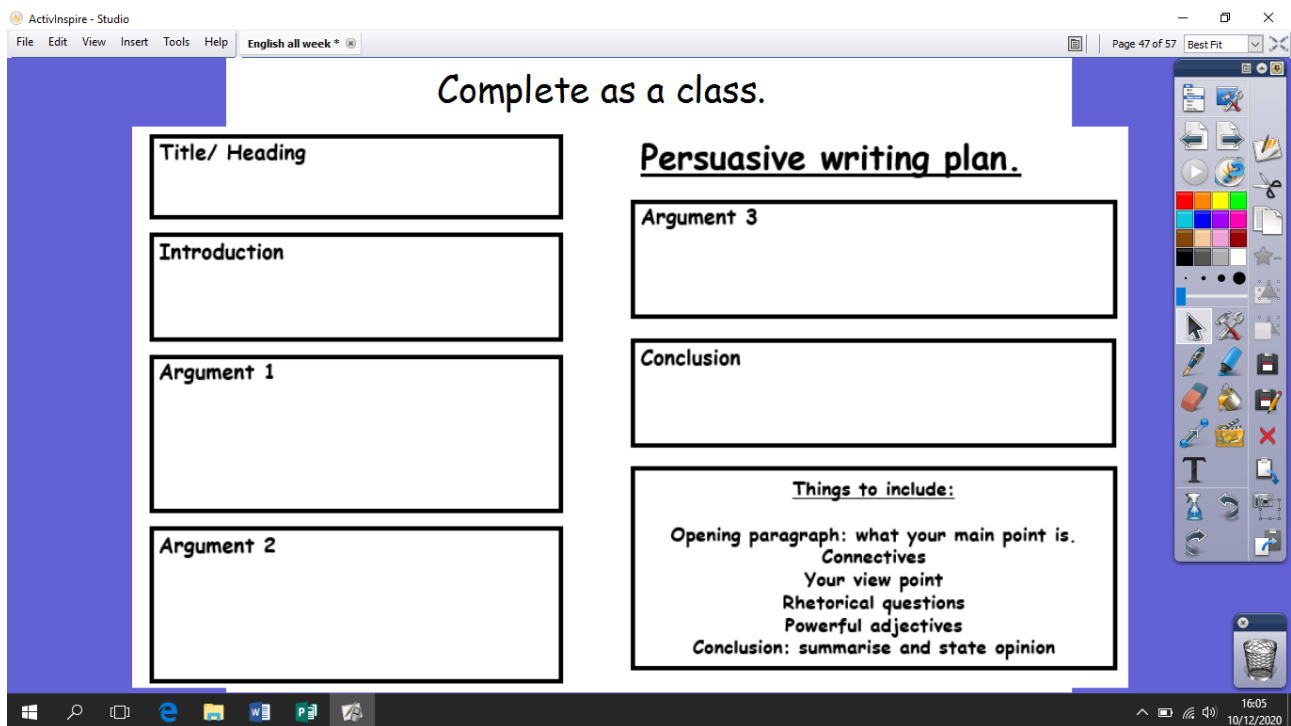 ActivInspire - Studio
File Edit View Insert Tools Help
English all week *
Page 47 of 57
Best Fit
Complete as a class.
Title/ Heading
Introduction
Argument 1
Argument 2
Persuasive writing plan.
Argument 3
Conclusion
Things to include:
Opening paragraph: what your main point is.
Connectives
Your view point
Rhetorical questions
Powerful adjectives
Conclusion: summarise and state opinion
16:05
10/12/2020